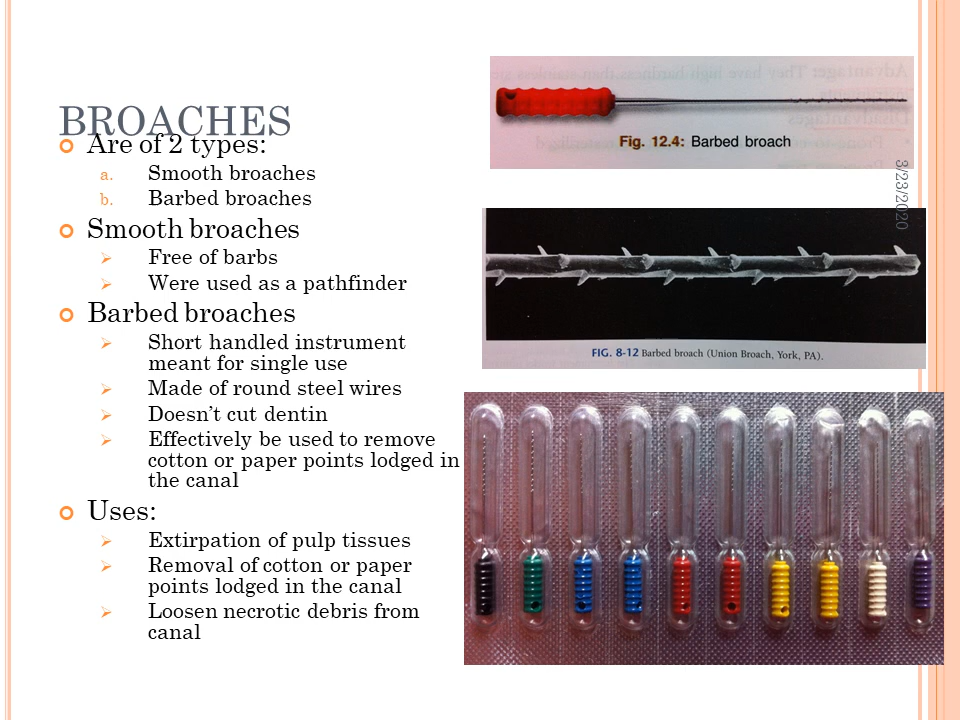 BROACHES
Are of 2 types:
a. Smooth broaches
b. Barbed broaches
Smooth broaches
Free of barbs
Were used as a pathfinder
Barbed broaches
Short handled instrument
meant for single use
Made of round steel wires
Doesn't cut dentin
Effectively be used to remove
cotton or paper points lodged in
the canal
Uses:
Extirpation of pulp tissues
Removal of cotton or paper
points lodged in the canal
Loosen necrotic debris from
canal
Fig. 12.4: Barbed broach
3/23/2020
FIG. 8-12 Barbed broach (Union Broach, York, PA).